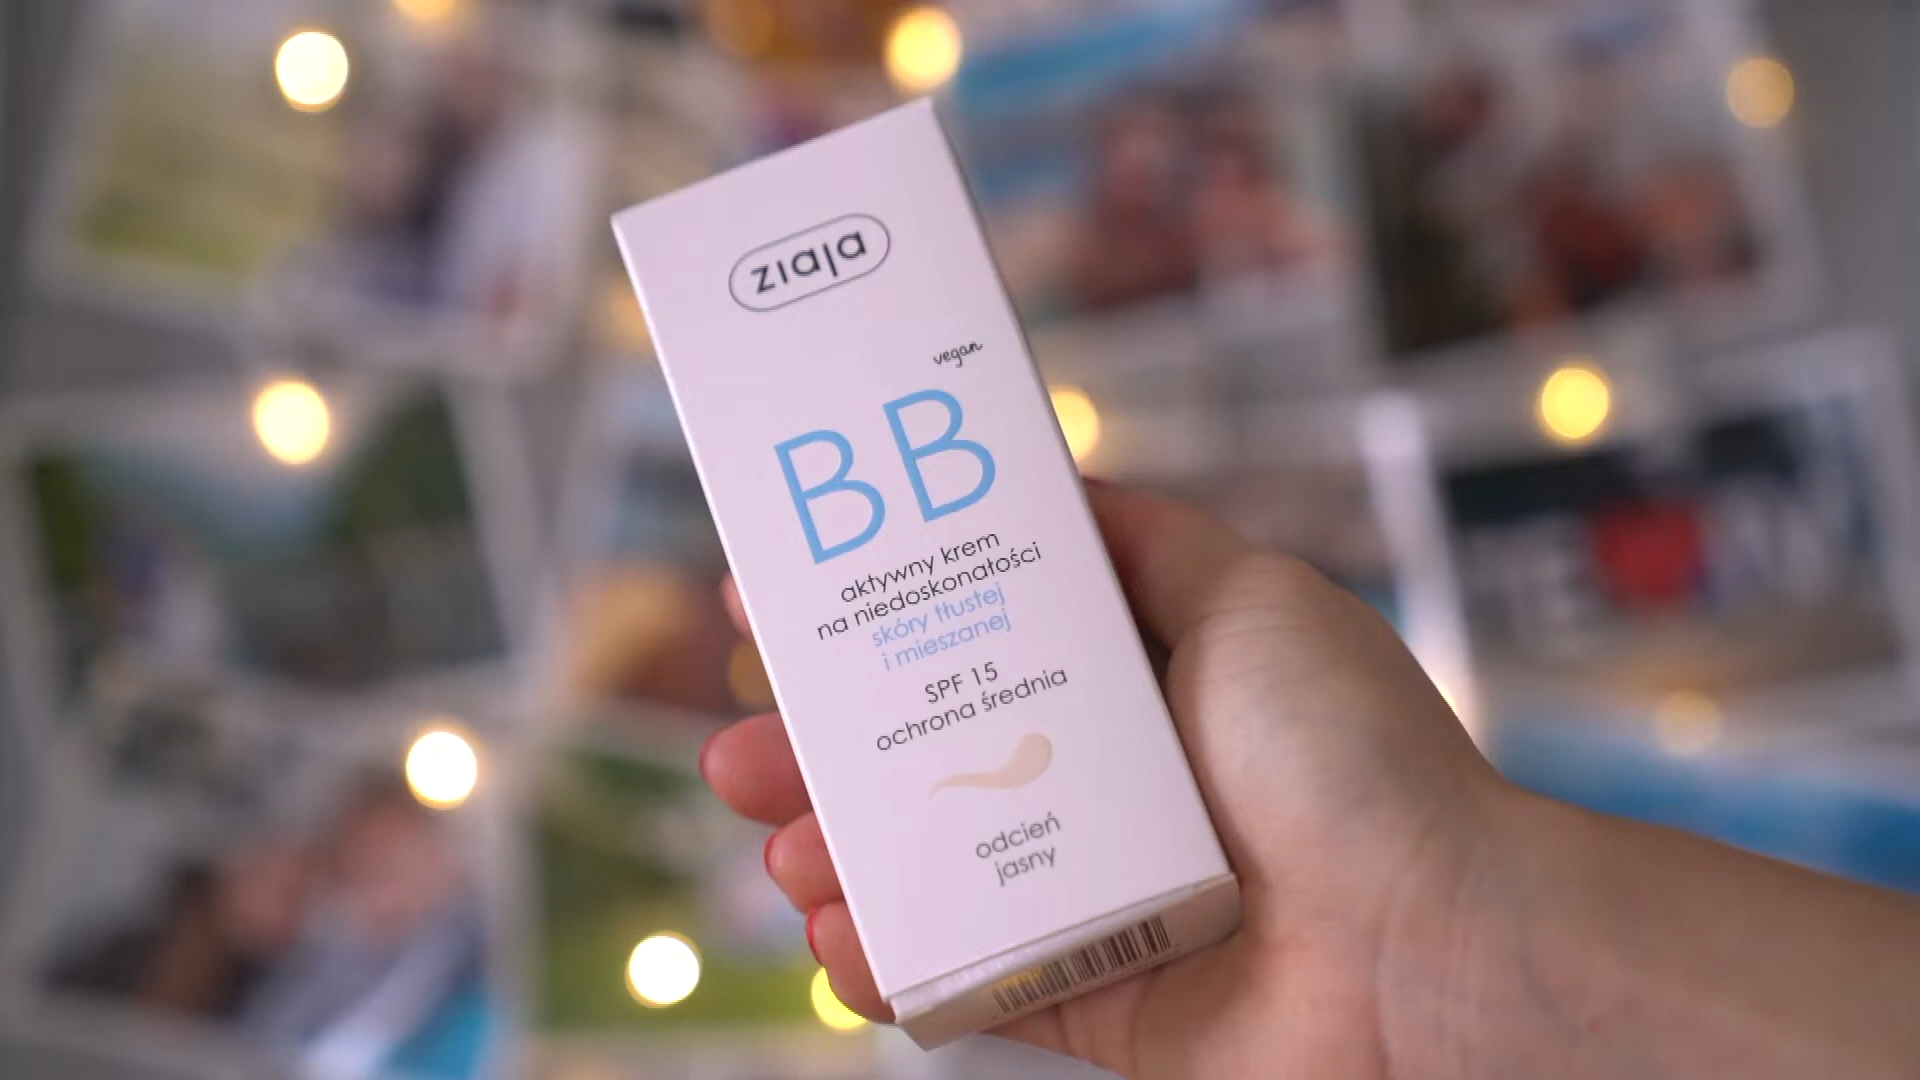 ziaja
vegan
BB
aktywny krem
na niedoskonałości
skóry tłustej
i mieszanej
SPF 15
ochrona średnia
odcień
jasny